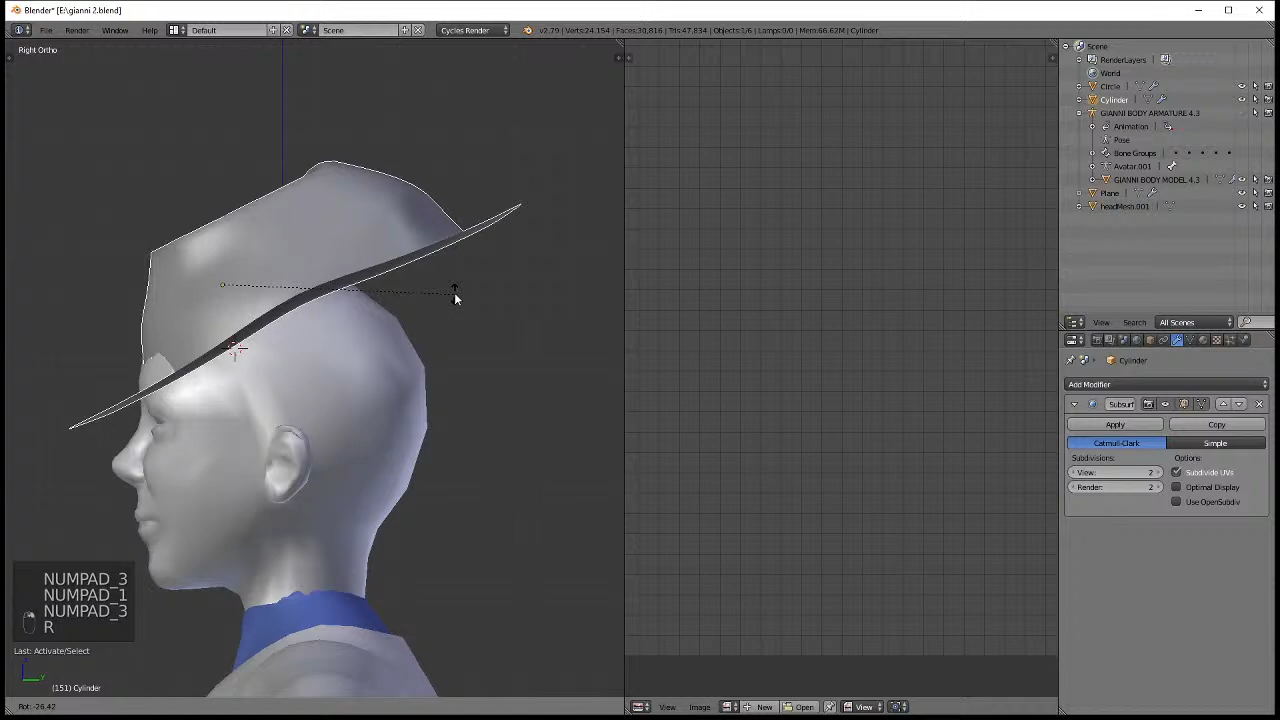 Blender* [E:\gianni 2.blend]
File Render Window Help Default Scene Cycles Render v2.79 | Verts:24,154 | Faces:30,816 | Tris:47,834 | Objects:1/6 | Lamps:0/0 | Mem:66.62M | Cylinder
Right Ortho
Scene
RenderLayers
World
Circle
Cylinder
GIANNI BODY ARMATURE 4.3
Animation
Pose
Bone Groups
Avatar.001
GIANNI BODY MODEL 4.3
Plane
headMesh.001
View Search All Scenes
Cylinder
Add Modifier
Subsurf
Apply Copy
Catmull-Clark Simple
Subdivisions: Options:
View: 2 Subdivide UVs
Render: 2 Optimal Display
Use OpenSubdiv
NUMPAD_3
NUMPAD_1
NUMPAD_3
R
Last: Activate/Select
(151) Cylinder
Rot: -26.42
View Image New Open View